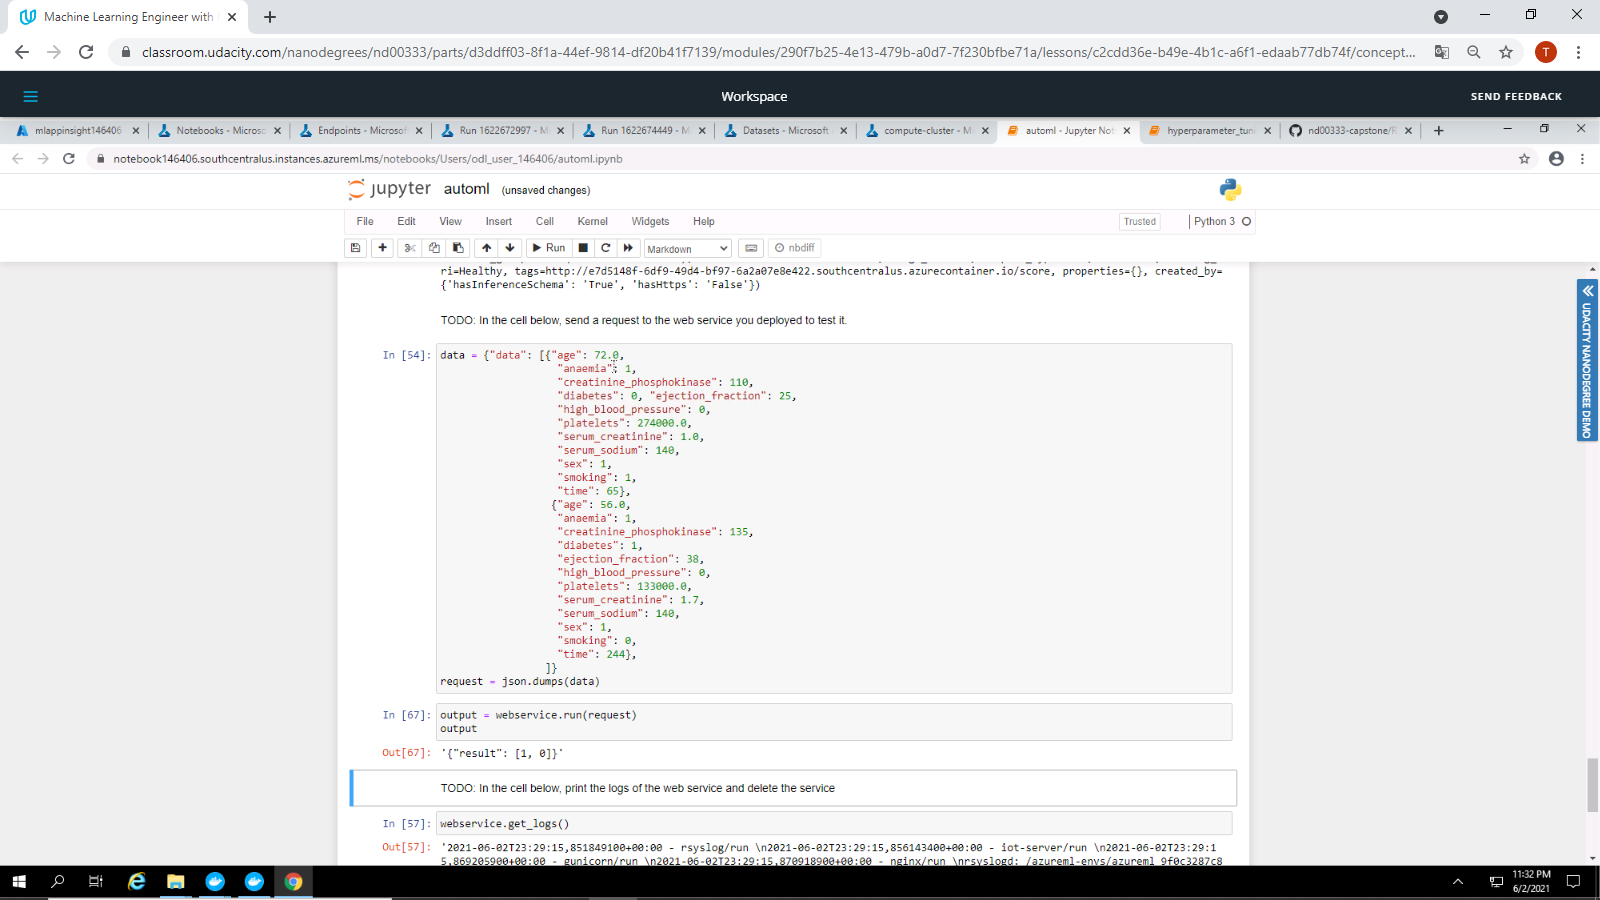 Machine Learning Engineer with
classroom.udacity.com/nanodegrees/nd00333/parts/d3ddff03-8f1a-44ef-9814-df20b41f7139/modules/290f7b25-4e13-479b-a0d7-7f230bfbe71a/lessons/c2cdd36e-b49e-4b1c-a6f1-edaab77db74f/concept...
T
Workspace
SEND FEEDBACK
mlappinsight146406
Notebooks - Microsc
Endpoints - Microsof
Run 1622672997 - M
Run 1622674449 - M
Datasets - Microsoft
compute-cluster - M
automl - Jupyter Not
hyperparameter_tun
nd00333-capstone/R
notebook146406.southcentralus.instances.azureml.ms/notebooks/Users/odl_user_146406/automl.ipynb
jupyter automl (unsaved changes)
File Edit View Insert Cell Kernel Widgets Help
Trusted
Python 3
Run
Markdown
nbdiff
ri=Healthy, tags=http://e7d5148f-6df9-49d4-bf97-6a2a07e8e422.southcentralus.azurecontainer.io/score, properties={}, created_by=
{'hasInferenceSchema': 'True', 'hasHttps': 'False'})
TODO: In the cell below, send a request to the web service you deployed to test it.
In [54]: data = {"data": [{"age": 72.0,
"anaemia": 1,
"creatinine_phosphokinase": 110,
"diabetes": 0, "ejection_fraction": 25,
"high_blood_pressure": 0,
"platelets": 274000.0,
"serum_creatinine": 1.0,
"serum_sodium": 140,
"sex": 1,
"smoking": 1,
"time": 65},
{"age": 56.0,
"anaemia": 1,
"creatinine_phosphokinase": 135,
"diabetes": 1,
"ejection_fraction": 38,
"high_blood_pressure": 0,
"platelets": 133000.0,
"serum_creatinine": 1.7,
"serum_sodium": 140,
"sex": 1,
"smoking": 0,
"time": 244},
]}
request = json.dumps(data)
In [67]: output = webservice.run(request)
output
Out[67]: '{"result": [1, 0]}'
TODO: In the cell below, print the logs of the web service and delete the service
In [57]: webservice.get_logs()
Out[57]: '2021-06-02T23:29:15,851849100+00:00 - rsyslog/run \n2021-06-02T23:29:15,856143400+00:00 - iot-server/run \n2021-06-02T23:29:1
5,869205900+00:00 - gunicorn/run \n2021-06-02T23:29:15,870918900+00:00 - nginx/run \nrsyslogd: /azureml-envs/azureml_9f0c3287c8
UDACITY NANODEGREE DEMO
11:32 PM
6/2/2021